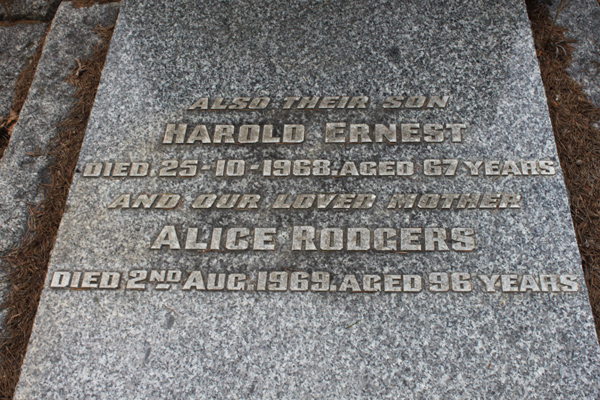 ALSO THEIR SON
HAROLD ERNEST
DIED 25-10-1968. AGED 67 YEARS
AND OUR LOVED MOTHER
ALICE RODGERS
DIED 2ND AUG. 1969. AGED 96 YEARS